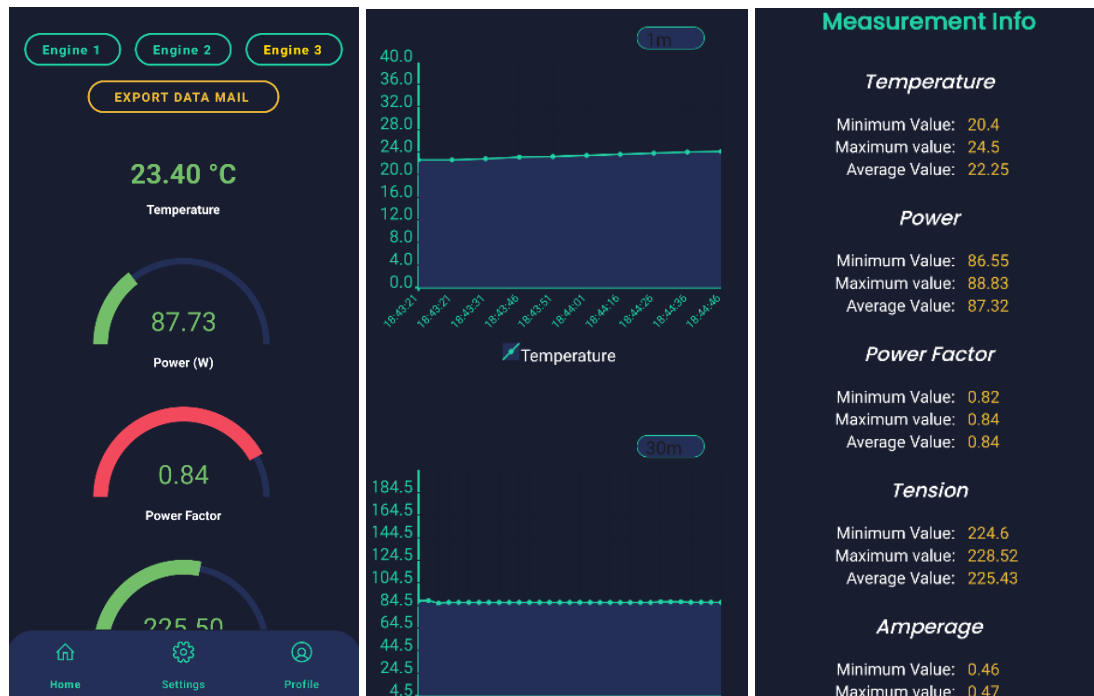 Engine 1 Engine 2 Engine 3
EXPORT DATA MAIL
23.40 °C
Temperature
87.73
Power (W)
0.84
Power Factor
225.50
Home Settings Profile
1m
40.0
36.0
32.0
28.0
24.0
20.0
16.0
12.0
8.0
4.0
0.0
18:43:21 18:43:21 18:43:31 18:43:46 18:43:51 18:44:01 18:44:16 18:44:26 18:44:36 18:44:46
Temperature
30m
184.5
164.5
144.5
124.5
104.5
84.5
64.5
44.5
24.5
4.5
Measurement Info
Temperature
Minimum Value: 20.4
Maximum value: 24.5
Average Value: 22.25
Power
Minimum Value: 86.55
Maximum value: 88.83
Average Value: 87.32
Power Factor
Minimum Value: 0.82
Maximum value: 0.84
Average Value: 0.84
Tension
Minimum Value: 224.6
Maximum value: 228.52
Average Value: 225.43
Amperage
Minimum Value: 0.46
Maximum value: 0.47